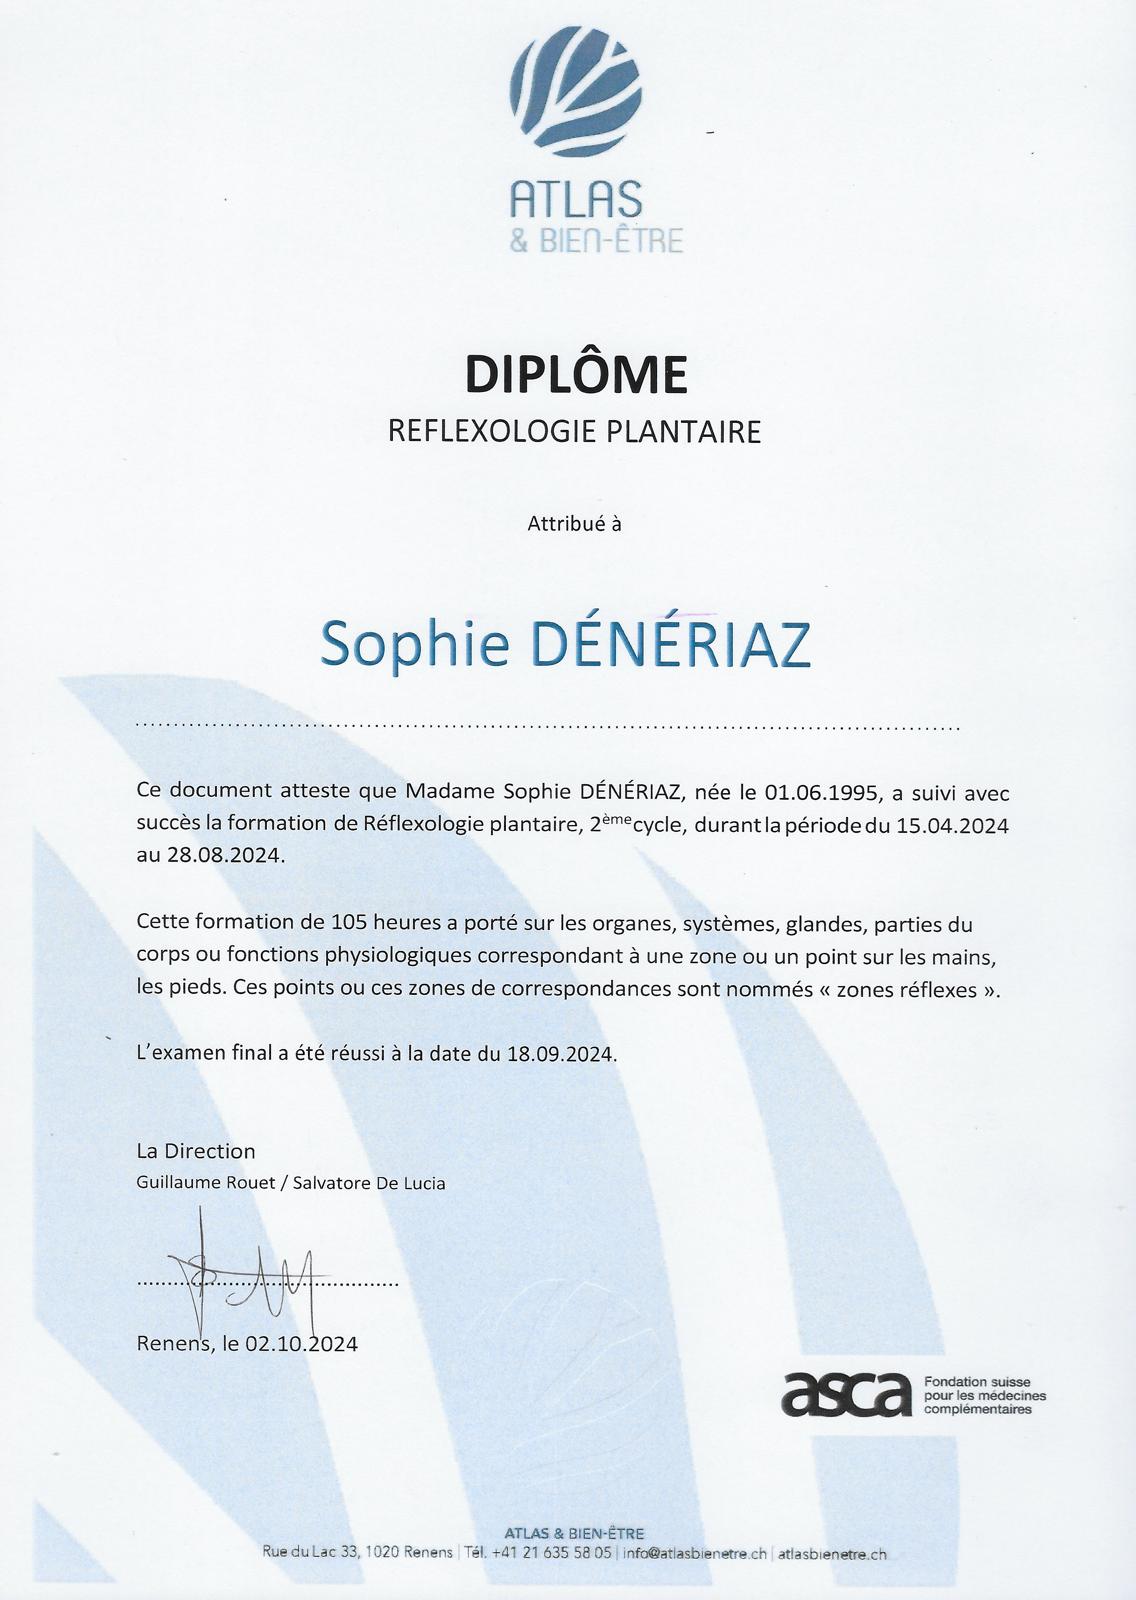 ATLAS
& BIEN-ÊTRE
DIPLÔME
REFLEXOLOGIE PLANTAIRE
Attribué à
Sophie DÉNÉRIAZ
Ce document atteste que Madame Sophie DÉNÉRIAZ, née le 01.06.1995, a suivi avec
succès la formation de Réflexologie plantaire, 2ème cycle, durant la période du 15.04.2024
au 28.08.2024.
Cette formation de 105 heures a porté sur les organes, systèmes, glandes, parties du
corps ou fonctions physiologiques correspondant à une zone ou un point sur les mains,
les pieds. Ces points ou ces zones de correspondances sont nommés « zones réflexes ».
L'examen final a été réussi à la date du 18.09.2024.
La Direction
Guillaume Rouet / Salvatore De Lucia
Renens, le 02.10.2024
asca
Fondation suisse
pour les médecines
complémentaires
ATLAS & BIEN-ÊTRE
Rue du Lac 33, 1020 Renens | Tél. +41 21 635 58 05 | info@atlasbienetre.ch | atlasbienetre.ch